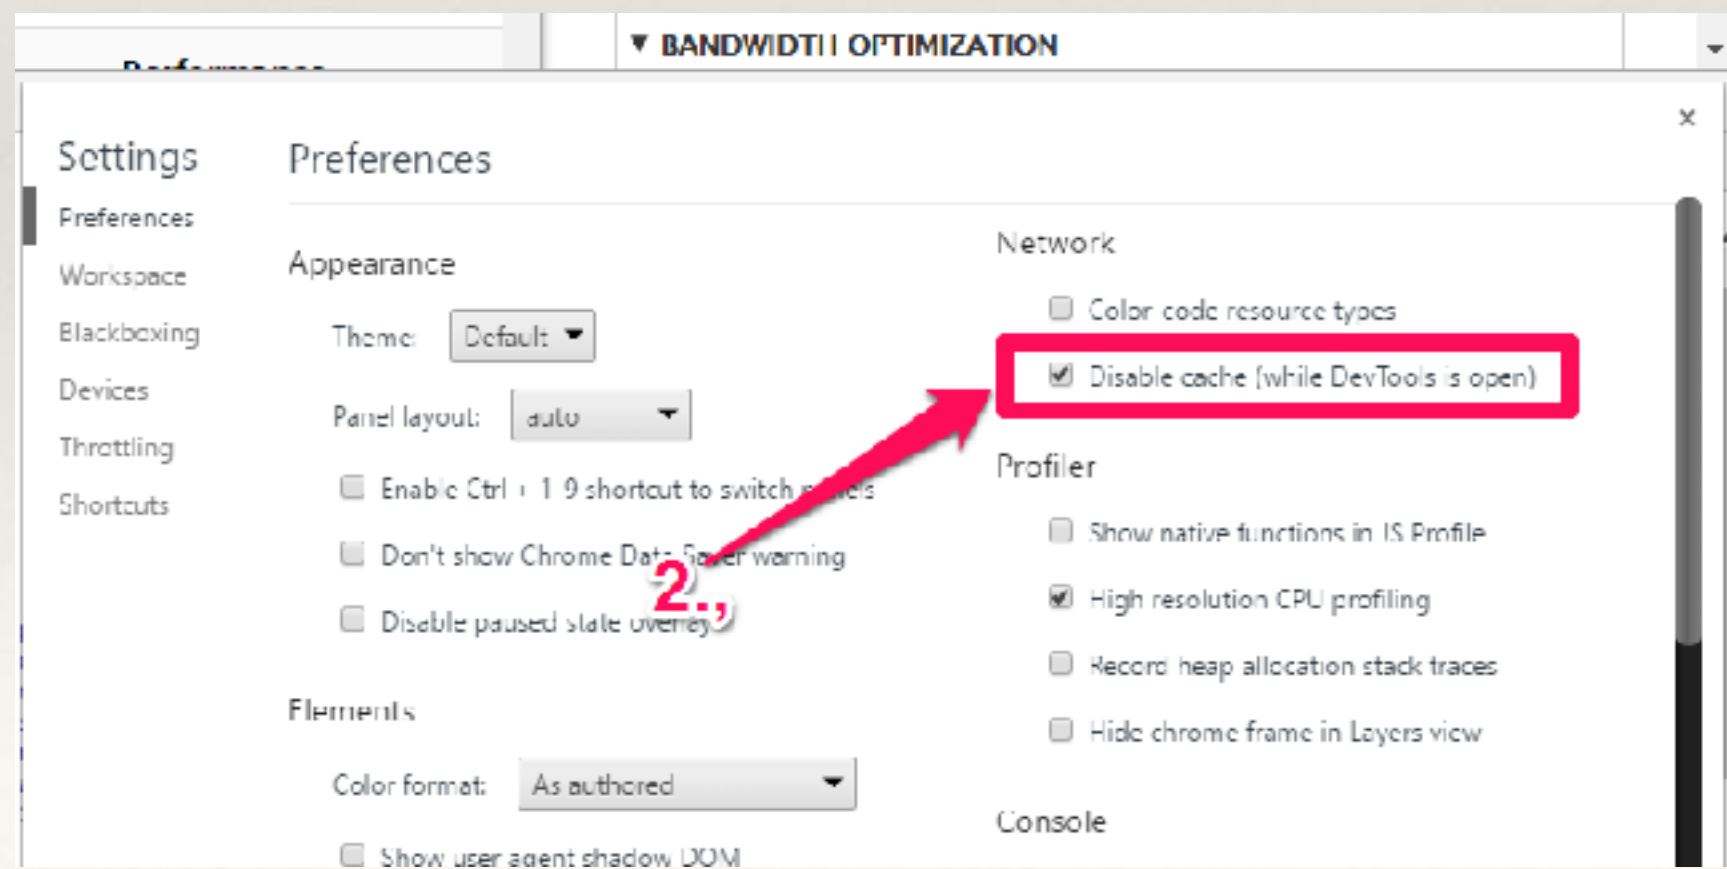 ▼ BANDWIDTH OPTIMIZATION
Performance
×
Settings
Preferences
Workspace
Blackboxing
Devices
Throttling
Shortcuts
Preferences
Appearance
Theme: Default
Panel layout: auto
Enable Ctrl + 1-9 shortcut to switch panels
Don't show Chrome Data Saver warning
Disable paused state overlay
2.,
Elements
Color format: As authored
Show user agent shadow DOM
Network
Color-code resource types
Disable cache (while DevTools is open)
Profiler
Show native functions in JS Profile
High resolution CPU profiling
Record heap allocation stack traces
Hide chrome frame in Layers view
Console